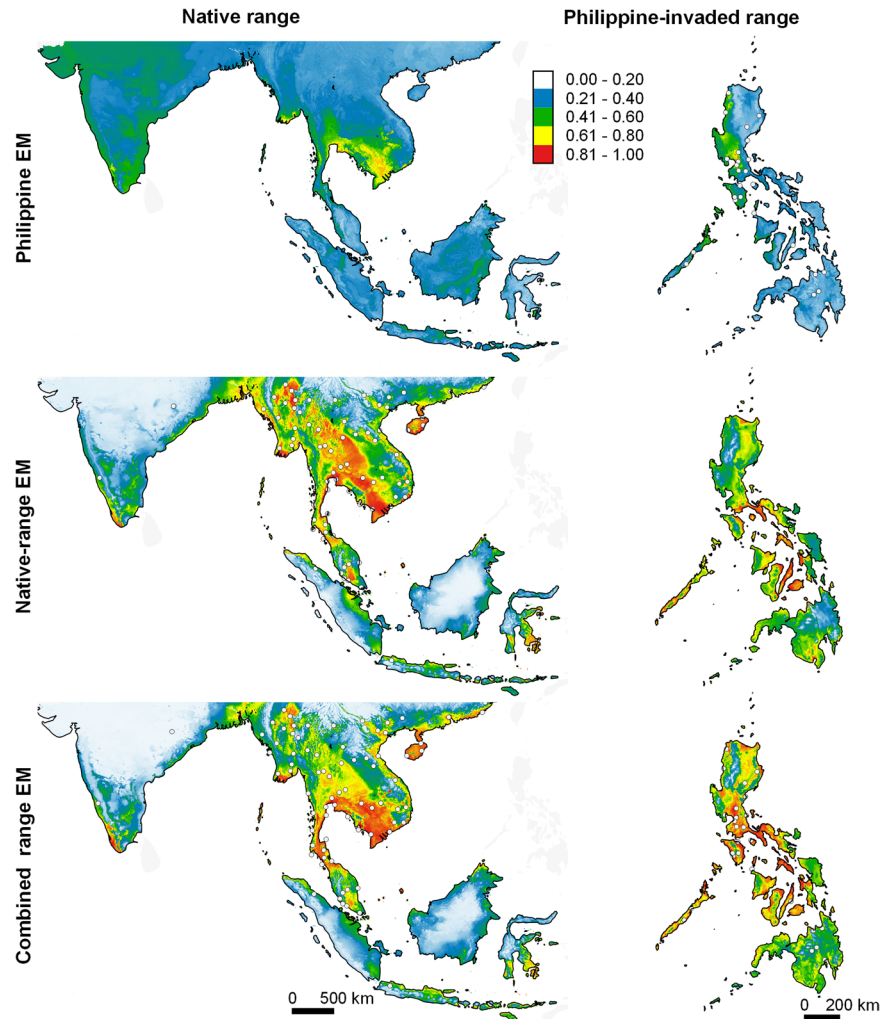 Native range
Philippine-invaded range
Philippine EM
0.00 - 0.20
0.21 - 0.40
0.41 - 0.60
0.61 - 0.80
0.81 - 1.00
Native-range EM
Combined range EM
0 500 km
0 200 km